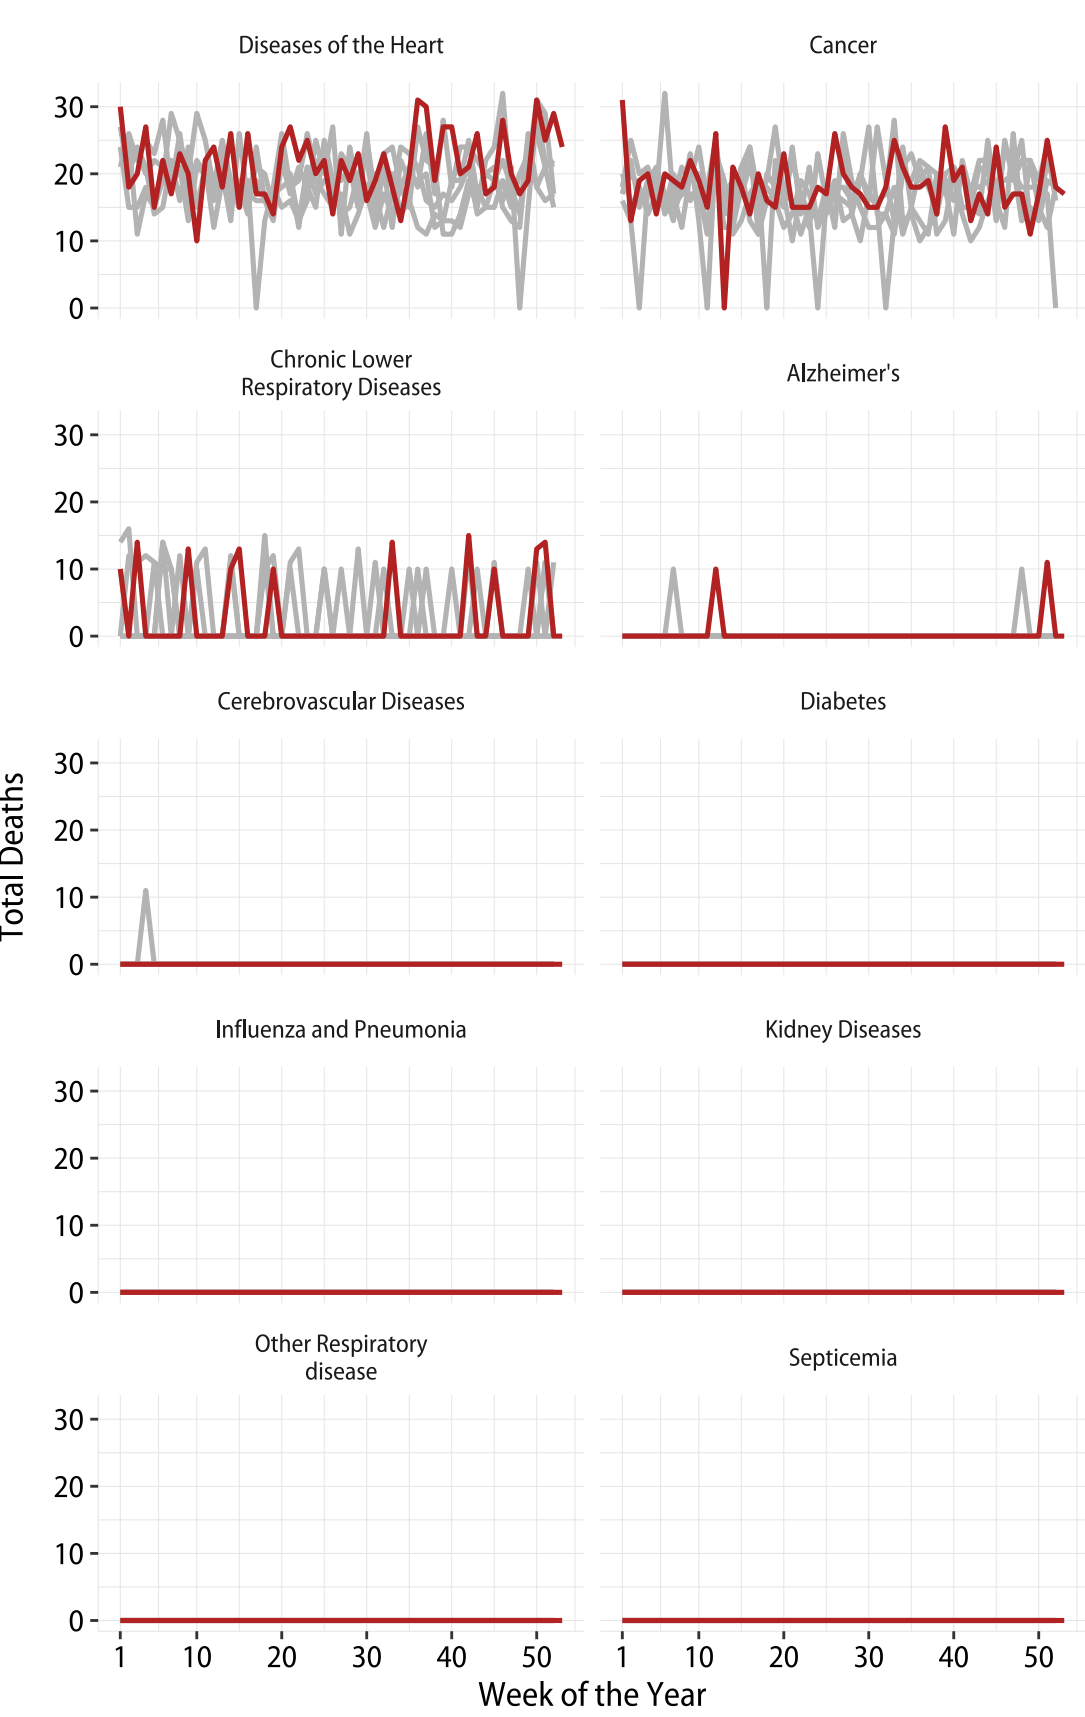 Diseases of the Heart
Cancer
30
20
10
0
Chronic Lower
Respiratory Diseases
Alzheimer's
30
20
10
0
Cerebrovascular Diseases
Diabetes
30
20
10
0
Total Deaths
Influenza and Pneumonia
Kidney Diseases
30
20
10
0
Other Respiratory
disease
Septicemia
30
20
10
0
1 10 20 30 40 50
1 10 20 30 40 50
Week of the Year